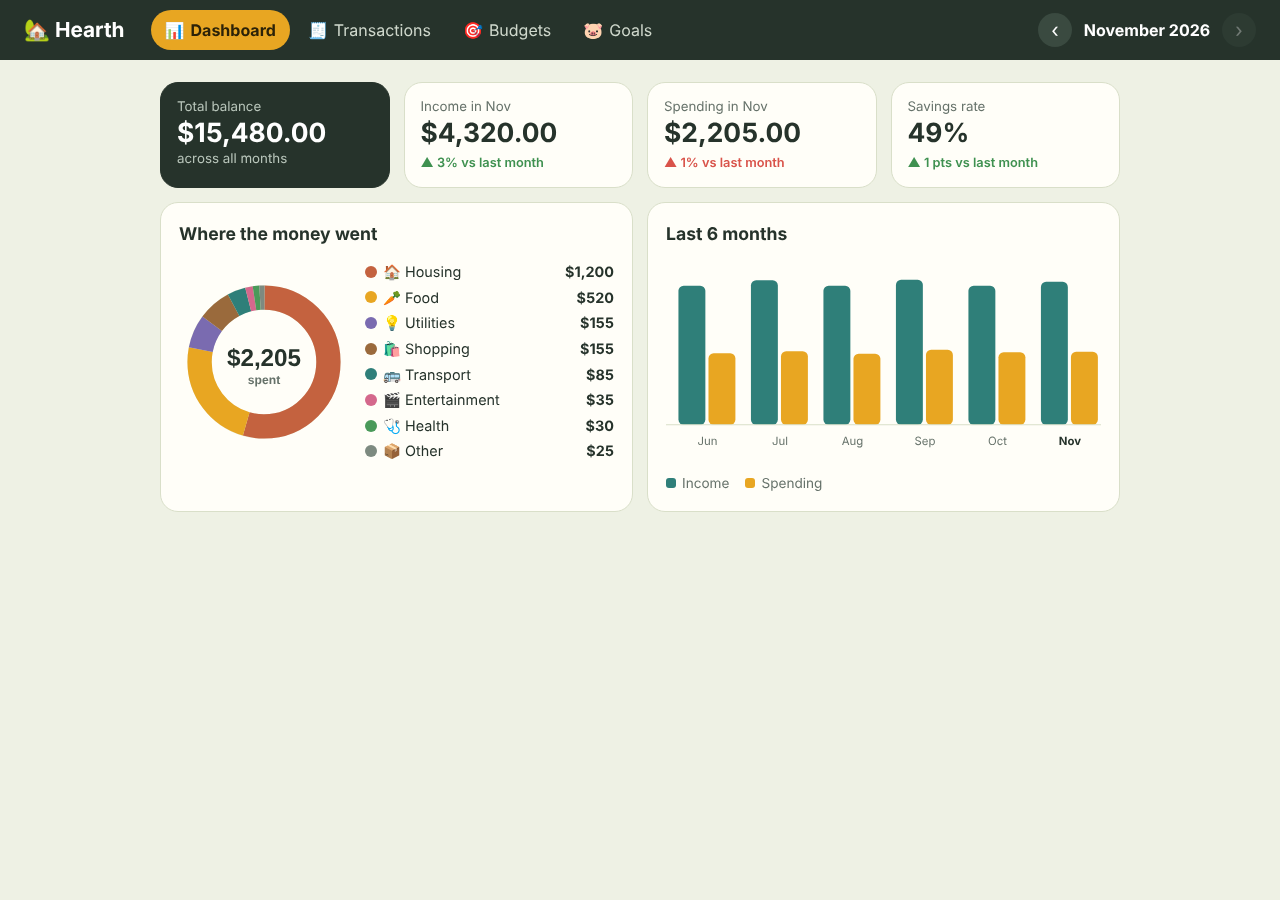 Hearth
Dashboard
Transactions
Budgets
Goals
‹
November 2026
›
Total balance
$15,480.00
across all months
Income in Nov
$4,320.00
▲ 3% vs last month
Spending in Nov
$2,205.00
▲ 1% vs last month
Savings rate
49%
▲ 1 pts vs last month
Where the money went
$2,205
spent
Housing $1,200
Food $520
Utilities $155
Shopping $155
Transport $85
Entertainment $35
Health $30
Other $25
Last 6 months
Jun Jul Aug Sep Oct Nov
Income Spending